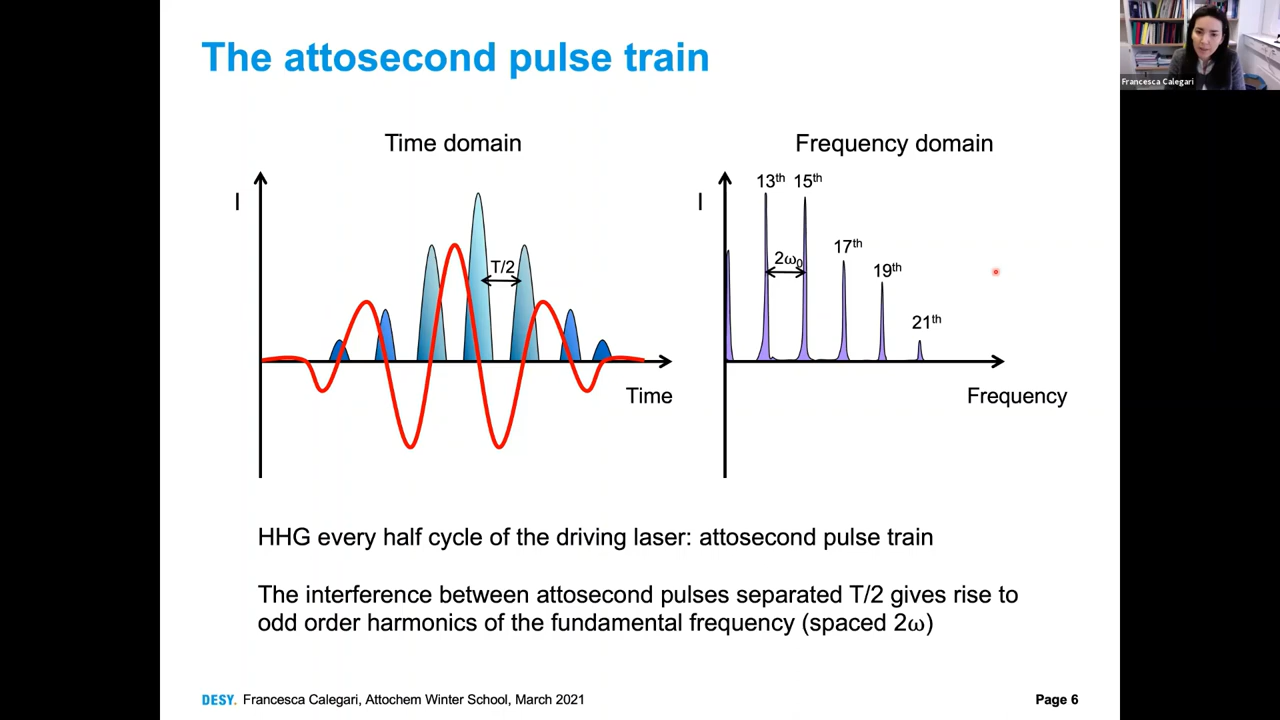 The attosecond pulse train
Francesca Calegari
Time domain
Frequency domain
I
T/2
Time
I
13th 15th
2ω0
17th
19th
21th
Frequency
HHG every half cycle of the driving laser: attosecond pulse train
The interference between attosecond pulses separated T/2 gives rise to
odd order harmonics of the fundamental frequency (spaced 2ω)
DESY. Francesca Calegari, Attochem Winter School, March 2021
Page 6